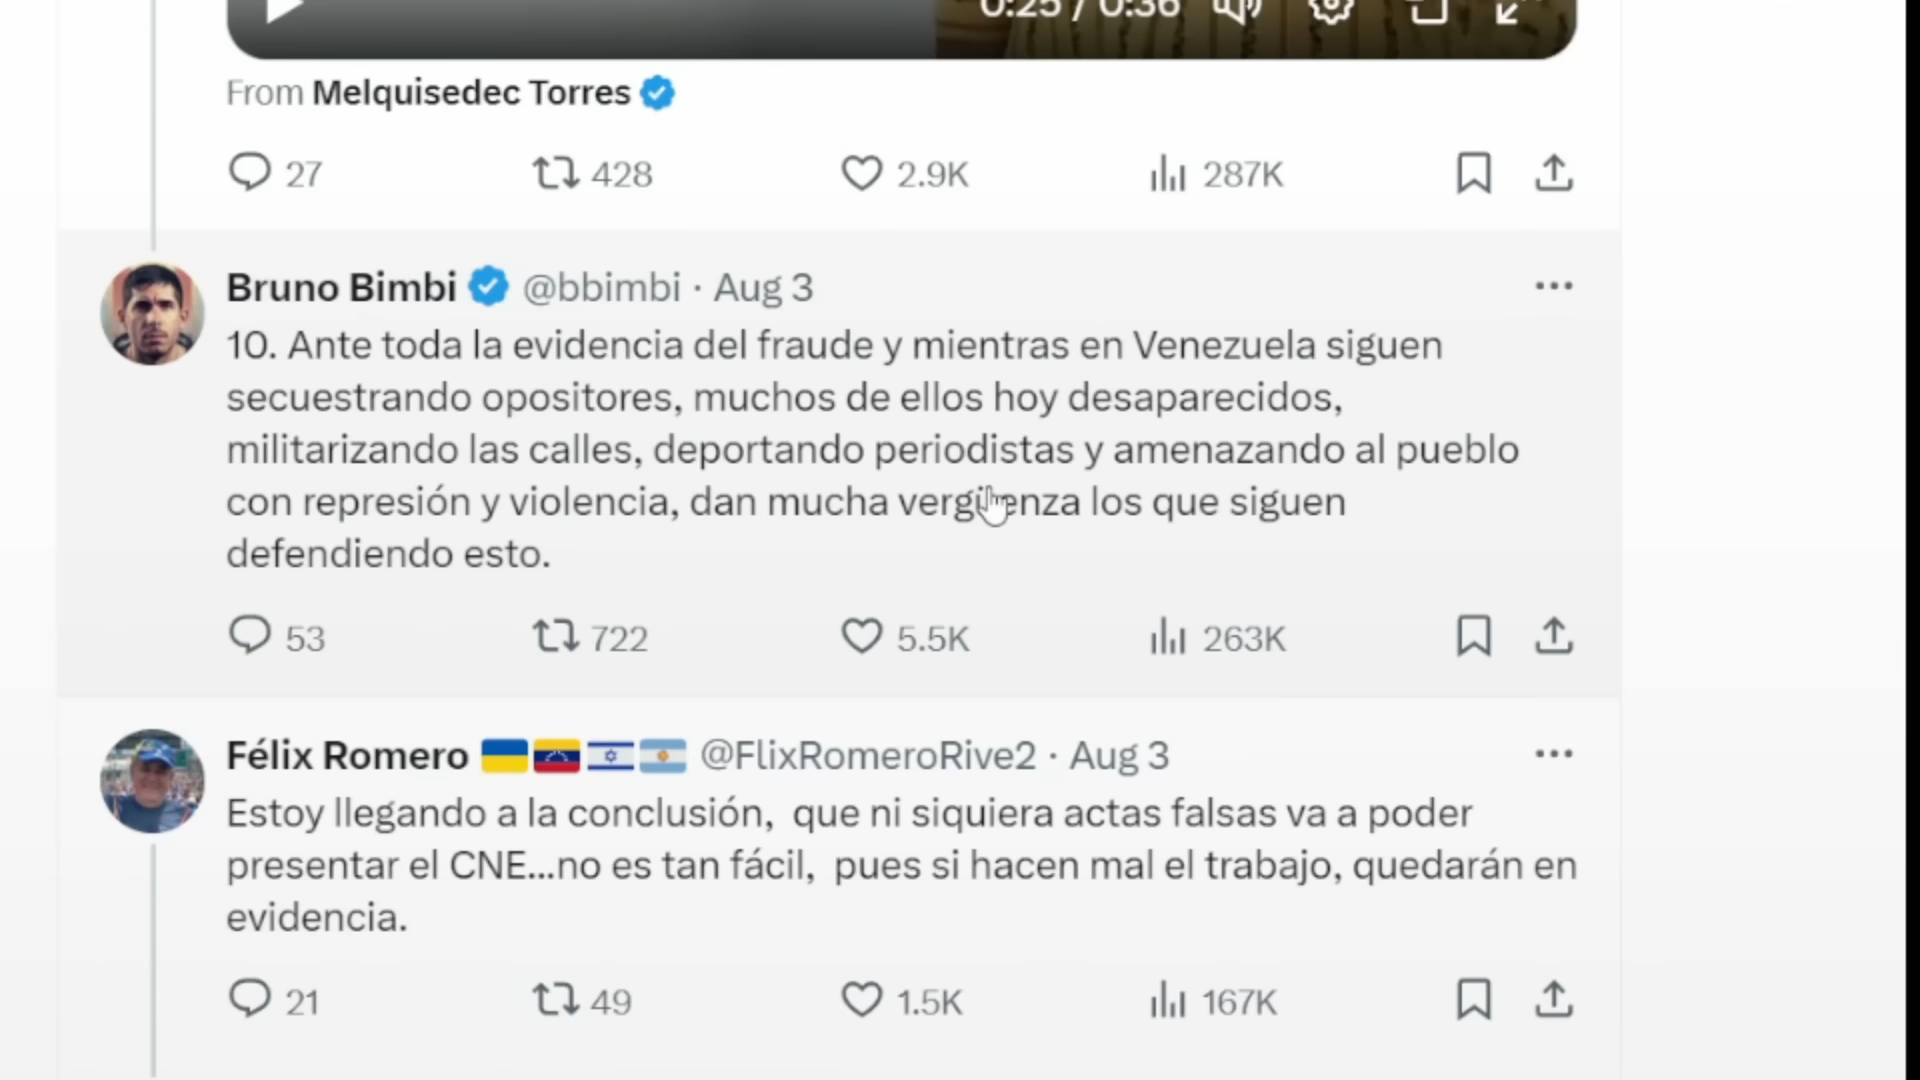 0:25 / 0:36
From Melquisedec Torres
27 428 2.9K 287K
Bruno Bimbi @bbimbi · Aug 3
10. Ante toda la evidencia del fraude y mientras en Venezuela siguen
secuestrando opositores, muchos de ellos hoy desaparecidos,
militarizando las calles, deportando periodistas y amenazando al pueblo
con represión y violencia, dan mucha vergüenza los que siguen
defendiendo esto.
53 722 5.5K 263K
Félix Romero @FlixRomeroRive2 · Aug 3
Estoy llegando a la conclusión, que ni siquiera actas falsas va a poder
presentar el CNE...no es tan fácil, pues si hacen mal el trabajo, quedarán en
evidencia.
21 49 1.5K 167K